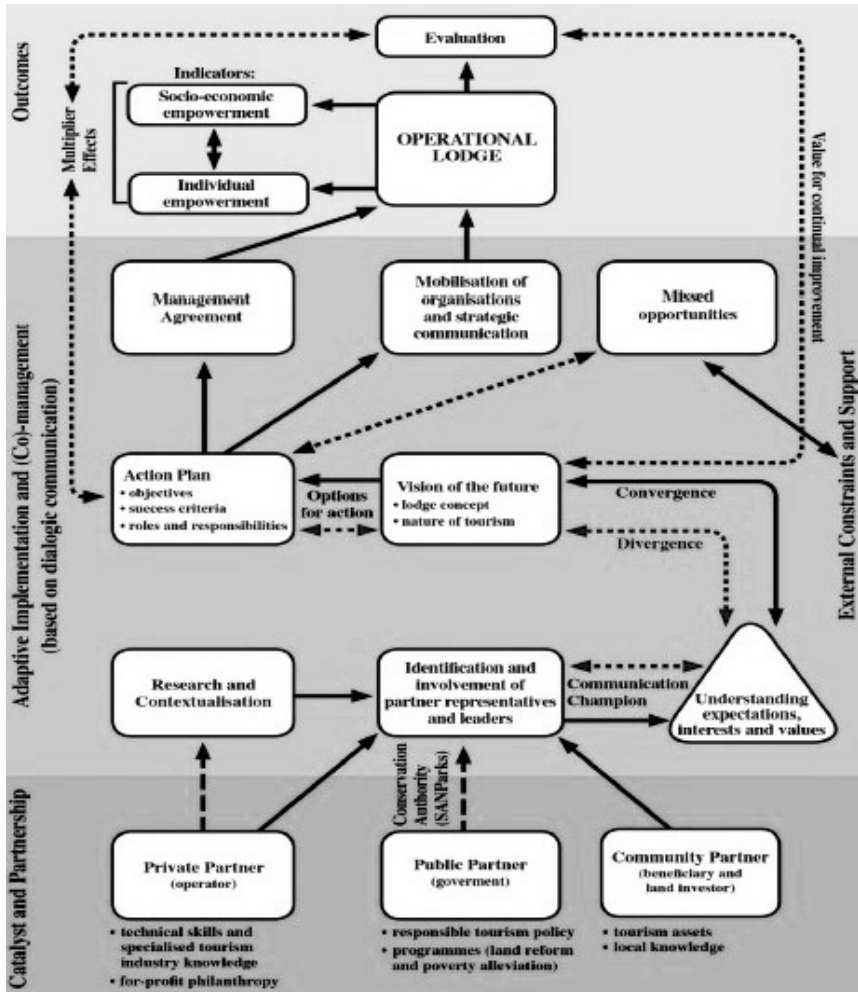 Outcomes
Evaluation
Indicators:
Socio-economic
empowerment
Individual
empowerment
OPERATIONAL
LODGE
Multiplier
Effects
Value for continual improvement
Adaptive Implementation and (Co)-management
(based on dialogic communication)
Management
Agreement
Mobilisation of
organisations
and strategic
communication
Missed
opportunities
External Constraints and Support
Action Plan
• objectives
• success criteria
• roles and responsibilities
Options
for action
Vision of the future
• lodge concept
• nature of tourism
Convergence
Divergence
Research and
Contextualisation
Identification and
involvement of
partner representatives
and leaders
Communication
Champion
Understanding
expectations,
interests and values
Catalyst and Partnership
Conservation
Authority
(SANParks)
Private Partner
(operator)
• technical skills and
specialised tourism
industry knowledge
• for-profit philanthropy
Public Partner
(goverment)
• responsible tourism policy
• programmes (land reform
and poverty alleviation)
Community Partner
(beneficiary and
land investor)
• tourism assets
• local knowledge